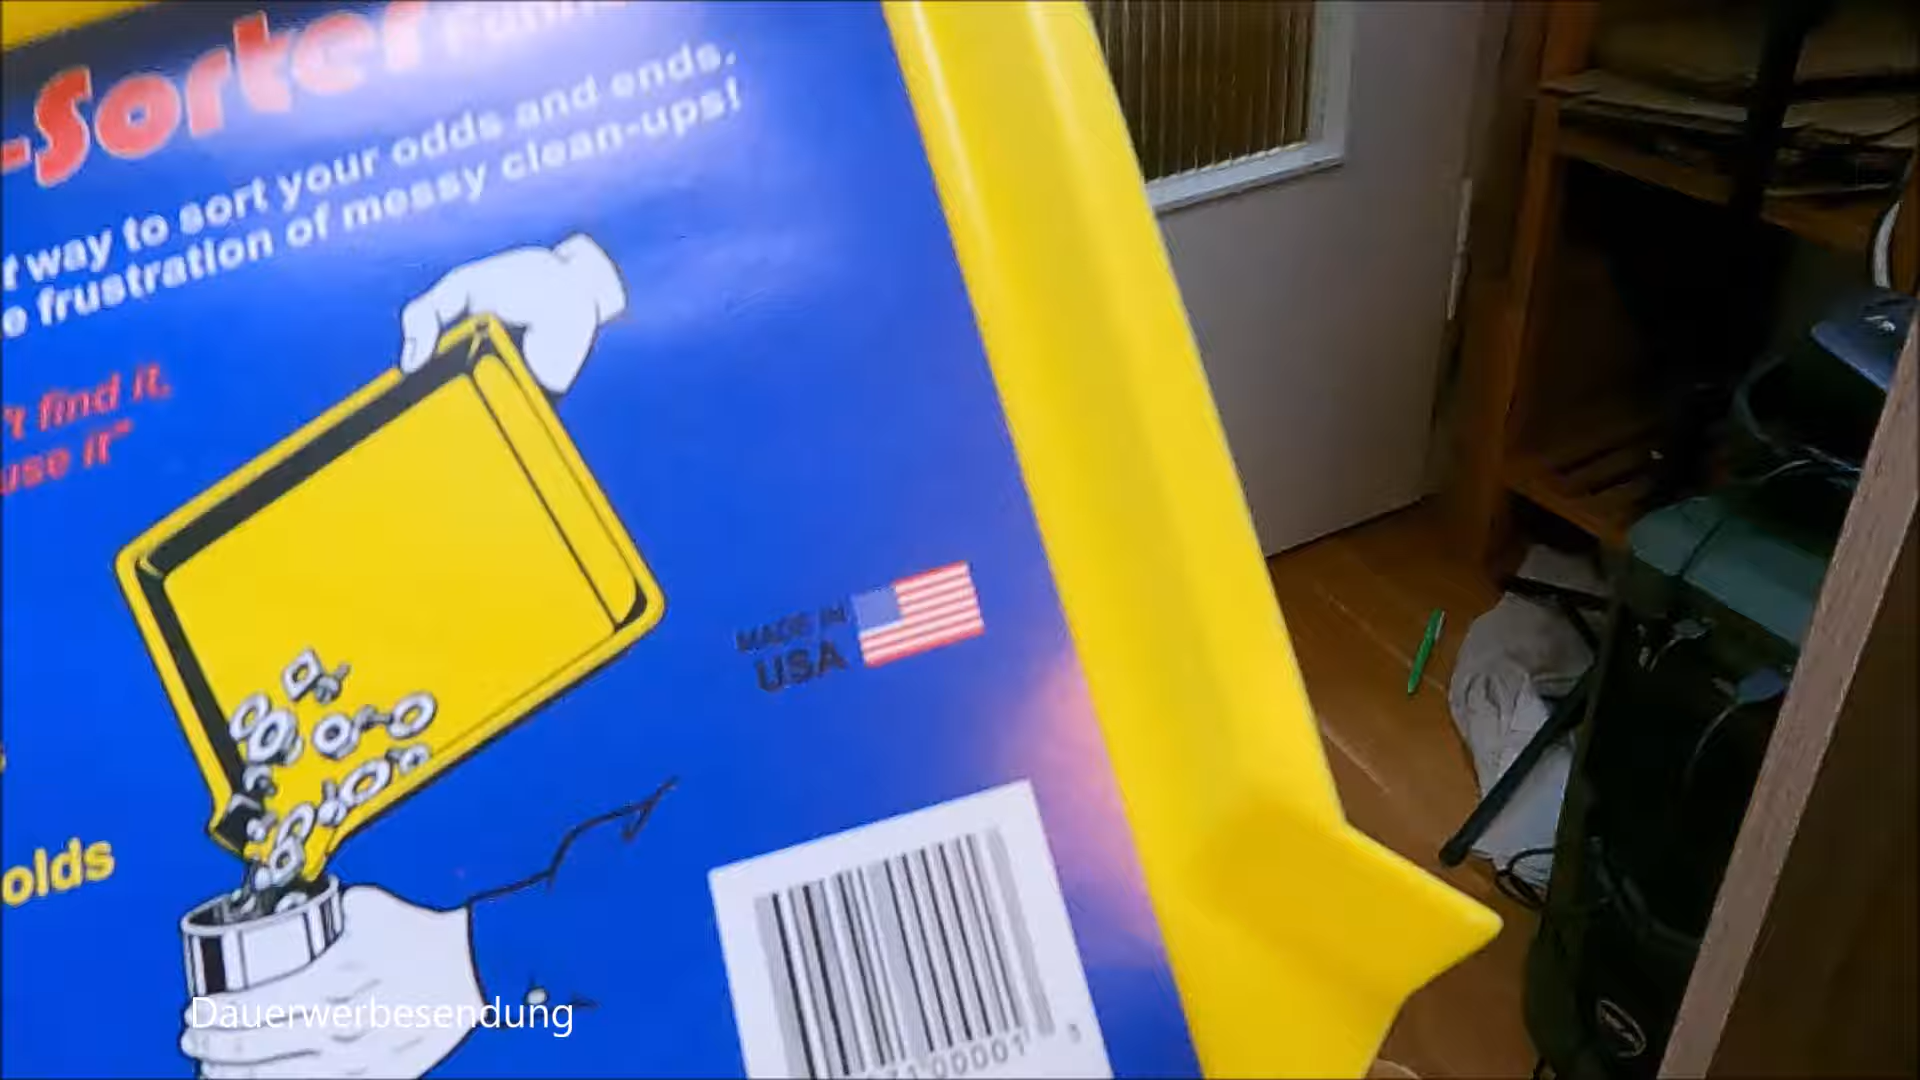 -Sorter
way to sort your odds and ends.
e frustration of messy clean-ups!
't find it,
use it"
MADE IN
USA
olds
00001
Dauerwerbesendung